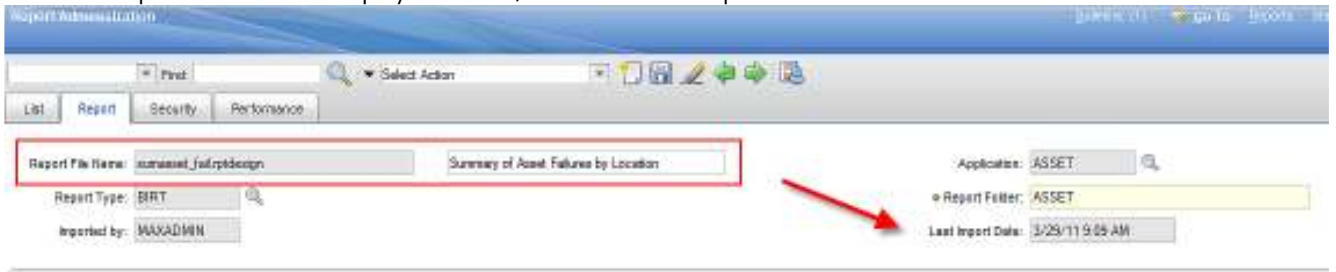 Report Administration
Go To Reports
Find: Select Action
List Report Security Performance
Report File Name: sumasset_fail.rptdesign Summary of Asset Failures by Location Application: ASSET
Report Type: BIRT Report Folder: ASSET
Imported by: MAXADMIN Last Import Date: 3/29/11 9:09 AM